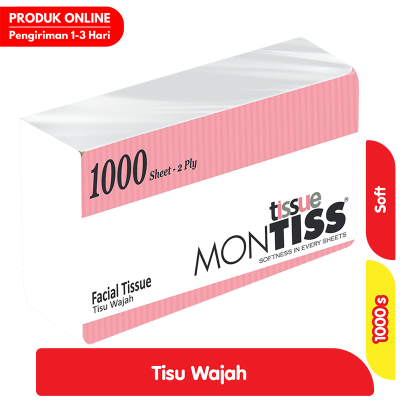 PRODUK ONLINE
Pengiriman 1-3 Hari
1000 Sheet - 2 Ply
tissue
MONTISS®
SOFTNESS IN EVERY SHEETS
Facial Tissue
Tisu Wajah
Soft
1000 s
Tisu Wajah